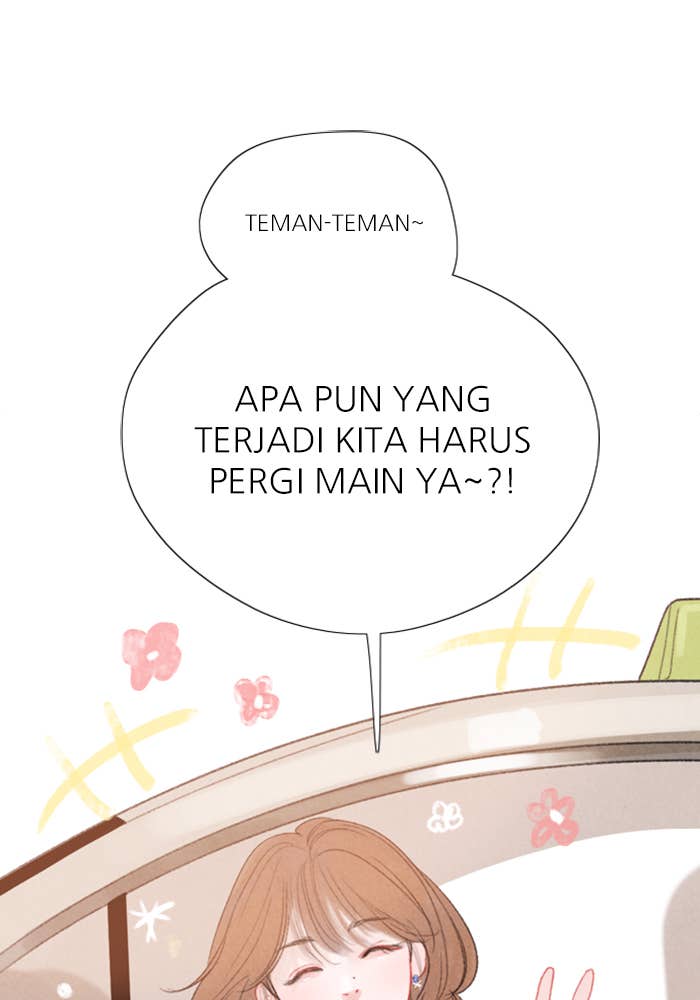 TEMAN-TEMAN~
APA PUN YANG
TERJADI KITA HARUS
PERGI MAIN YA~?!